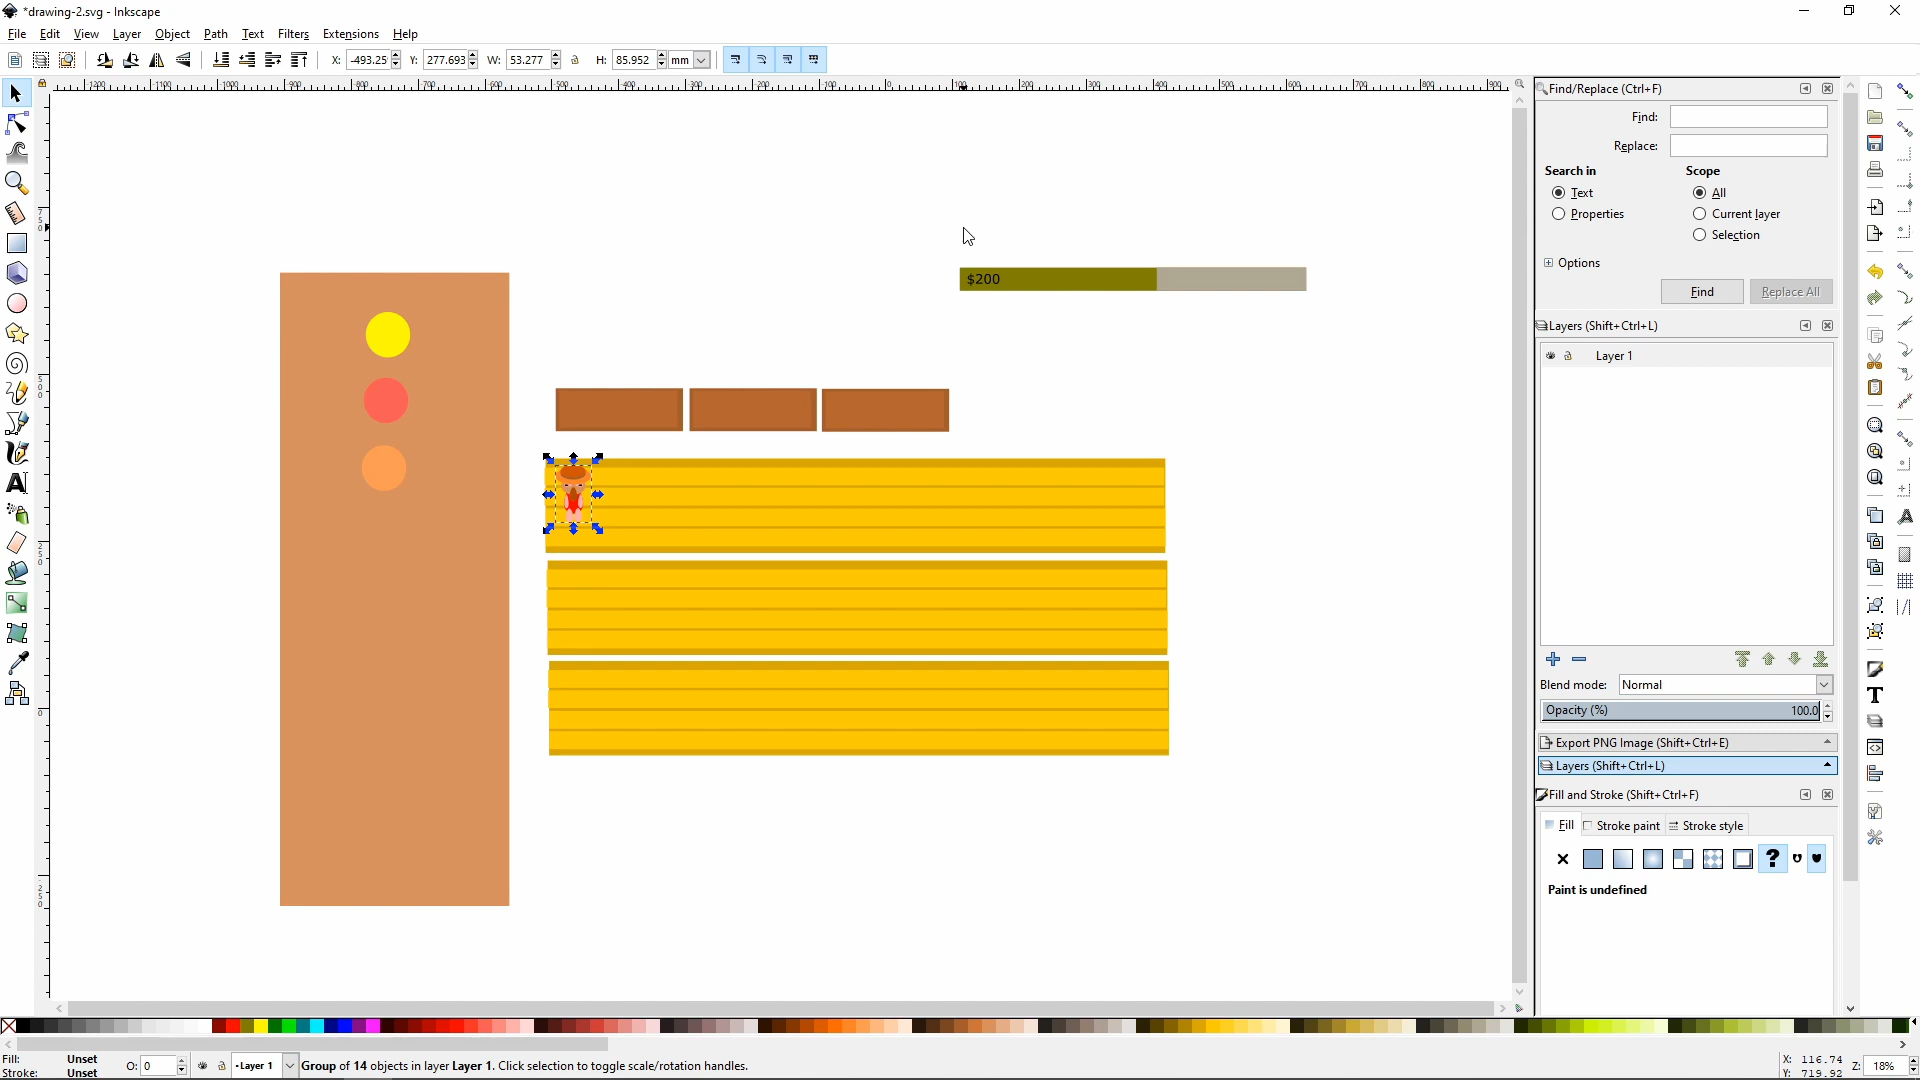 *drawing-2.svg - Inkscape
File Edit View Layer Object Path Text Filters Extensions Help
X: -493.25 Y: 277.693 W: 53.277 H: 85.952 mm
Find/Replace (Ctrl+F)
Find:
Replace:
Search in Scope
Text All
Properties Current layer
Selection
Options
Find Replace All
$200
Layers (Shift+Ctrl+L)
Layer 1
Blend mode: Normal
Opacity (%) 100.0
Export PNG Image (Shift+Ctrl+E)
Layers (Shift+Ctrl+L)
Fill and Stroke (Shift+Ctrl+F)
Fill Stroke paint Stroke style
Paint is undefined
Fill: Unset
Stroke: Unset
O: 0
•Layer 1
Group of 14 objects in layer Layer 1. Click selection to toggle scale/rotation handles.
X: 116.74
Y: 719.92
Z: 18%